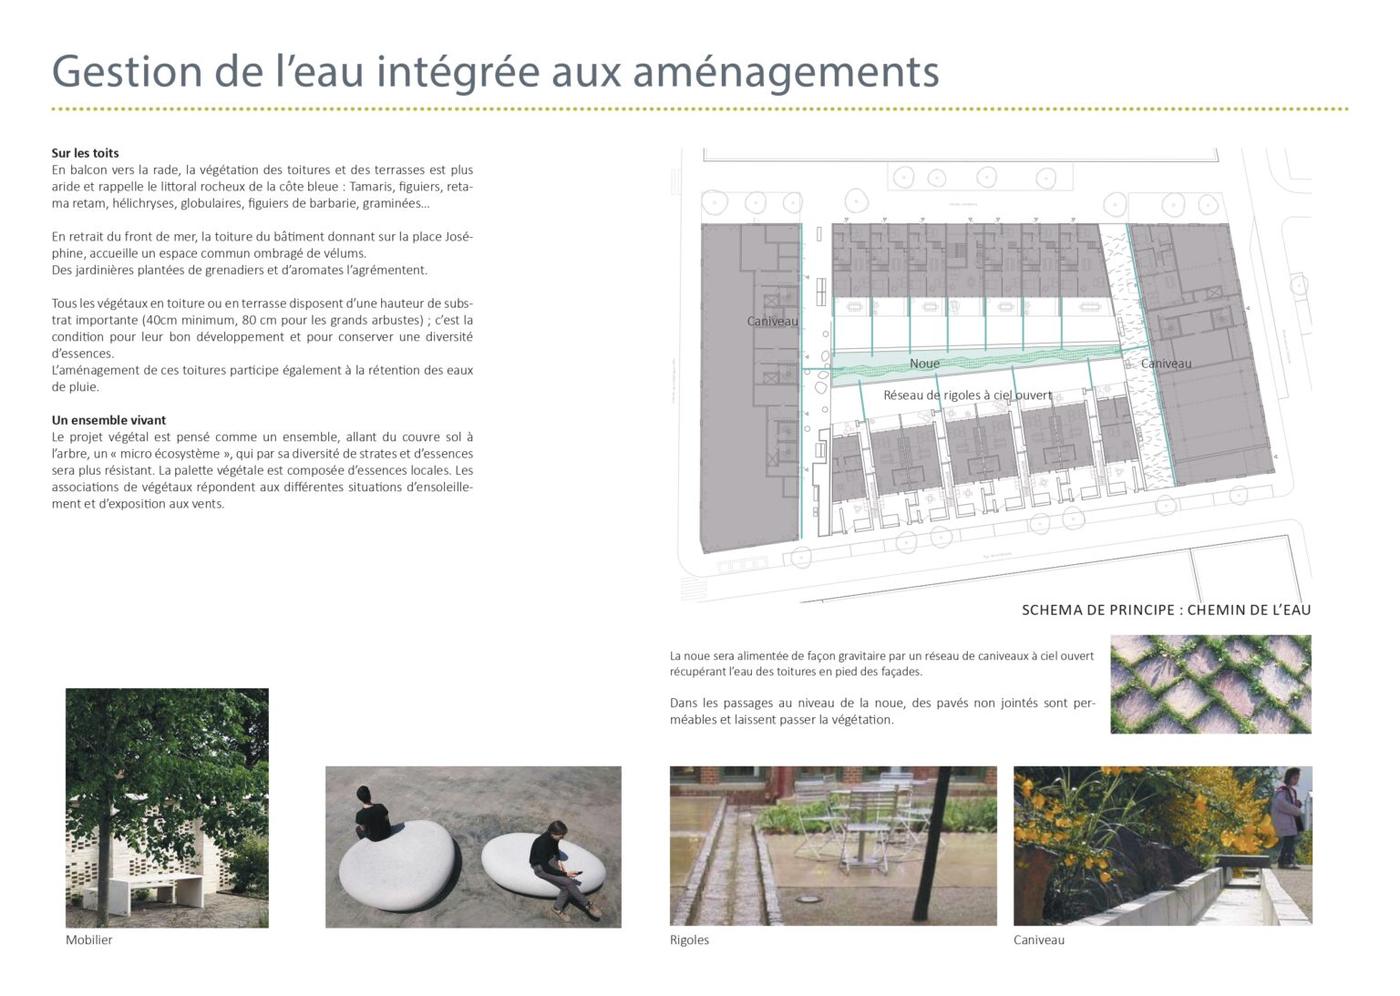 Gestion de l’eau intégrée aux aménagements
Sur les toits
En balcon vers la rade, la végétation des toitures et des terrasses est plus
aride et rappelle le littoral rocheux de la côte bleue : Tamaris, figuiers, reta-
ma retam, hélichryses, globulaires, figuiers de barbarie, graminées...
En retrait du front de mer, la toiture du bâtiment donnant sur la place José-
phine, accueille un espace commun ombragé de vélums.
Des jardinières plantées de grenadiers et d’aromates l’agrémentent.
Tous les végétaux en toiture ou en terrasse disposent d’une hauteur de subs-
trat importante (40cm minimum, 80 cm pour les grands arbustes) ; c’est la
condition pour leur bon développement et pour conserver une diversité
d’essences.
L’aménagement de ces toitures participe également à la rétention des eaux
de pluie.
Un ensemble vivant
Le projet végétal est pensé comme un ensemble, allant du couvre sol à
l’arbre, un « micro écosystème », qui par sa diversité de strates et d’essences
sera plus résistant. La palette végétale est composée d’essences locales. Les
associations de végétaux répondent aux différentes situations d’ensoleille-
ment et d’exposition aux vents.
Caniveau
Noue
Caniveau
Réseau de rigoles à ciel ouvert
SCHEMA DE PRINCIPE : CHEMIN DE L’EAU
La noue sera alimentée de façon gravitaire par un réseau de caniveaux à ciel ouvert
récupérant l’eau des toitures en pied des façades.
Dans les passages au niveau de la noue, des pavés non jointés sont per-
méables et laissent passer la végétation.
Mobilier
Rigoles
Caniveau